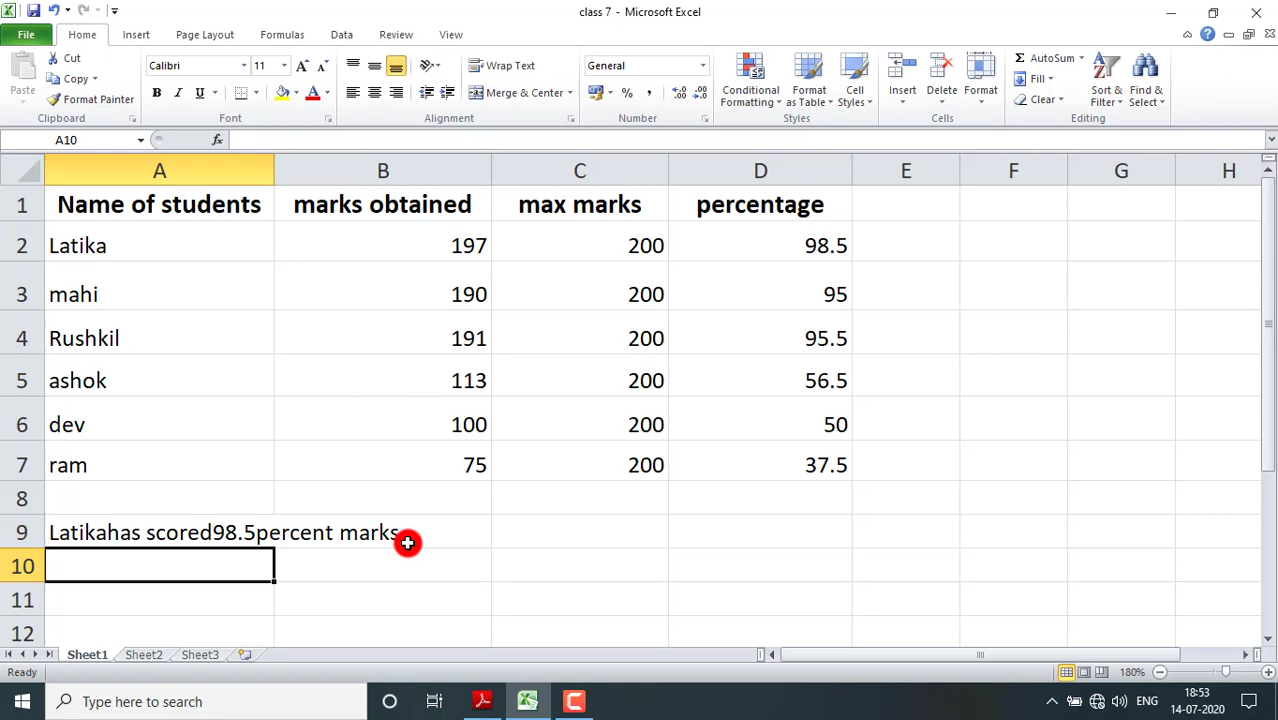 class 7 - Microsoft Excel
File Home Insert Page Layout Formulas Data Review View
Paste
Cut
Copy
Format Painter
Clipboard
Calibri 11 A A
B I U A
Font
Wrap Text
Merge & Center
Alignment
General
% ,
Number
Conditional Formatting
Format as Table
Cell Styles
Styles
Insert Delete Format
Cells
Σ AutoSum
Fill
Clear
Sort & Filter
Find & Select
Editing
A10 fx
A B C D E F G H
1 Name of students marks obtained max marks percentage
2 Latika 197 200 98.5
3 mahi 190 200 95
4 Rushkil 191 200 95.5
5 ashok 113 200 56.5
6 dev 100 200 50
7 ram 75 200 37.5
8
9 Latikahas scored98.5percent marks
10
11
12
Sheet1 Sheet2 Sheet3
Ready 180%
Type here to search
ENG
18:53
14-07-2020